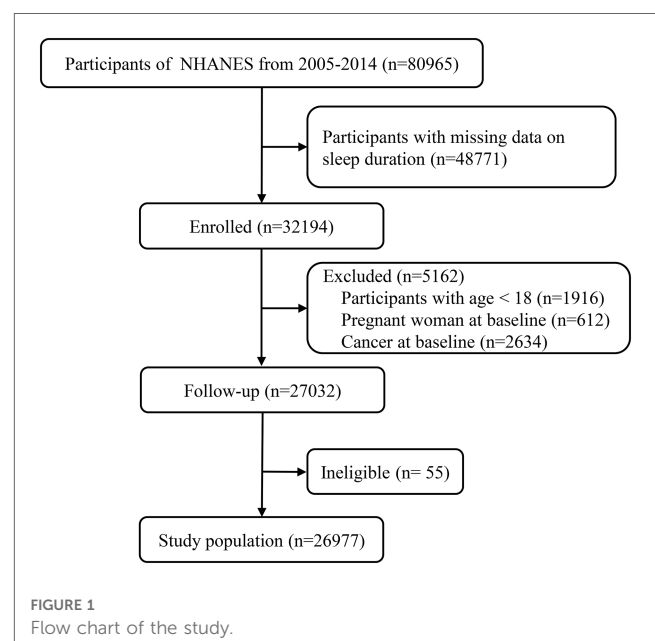 Participants of NHANES from 2005-2014 (n=80965)
Participants with missing data on
sleep duration (n=48771)
Enrolled (n=32194)
Excluded (n=5162)
Participants with age < 18 (n=1916)
Pregnant woman at baseline (n=612)
Cancer at baseline (n=2634)
Follow-up (n=27032)
Ineligible (n= 55)
Study population (n=26977)
FIGURE 1
Flow chart of the study.